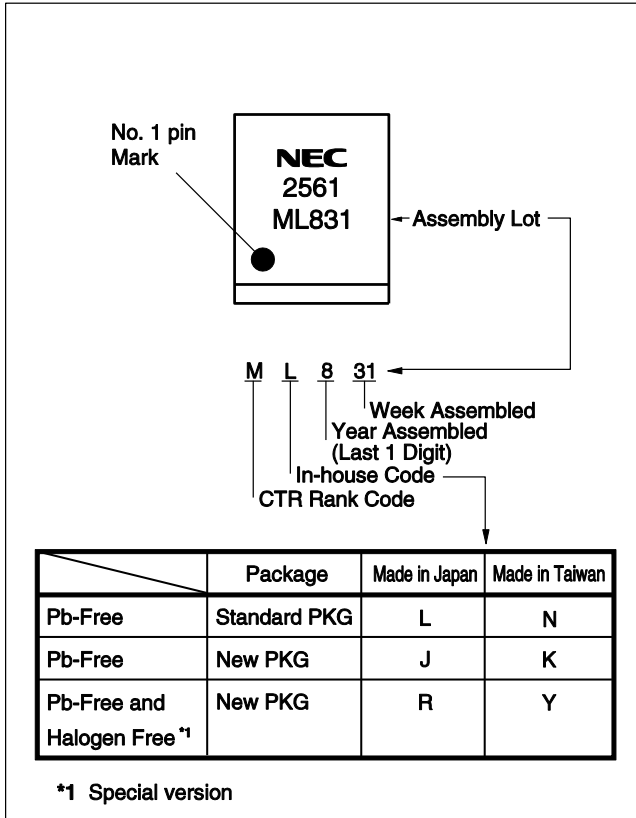 No. 1 pin
Mark
NEC
2561
ML831
Assembly Lot
M L 8 31
Week Assembled
Year Assembled
(Last 1 Digit)
In-house Code
CTR Rank Code
Package Made in Japan Made in Taiwan
Pb-Free Standard PKG L N
Pb-Free New PKG J K
Pb-Free and New PKG R Y
Halogen Free *1
*1 Special version